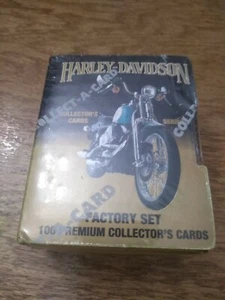 HARLEY-DAVIDSON
COLLECT-A-CARD
COLLECTOR'S
CARDS
FACTORY SET
100 PREMIUM COLLECTOR'S CARDS